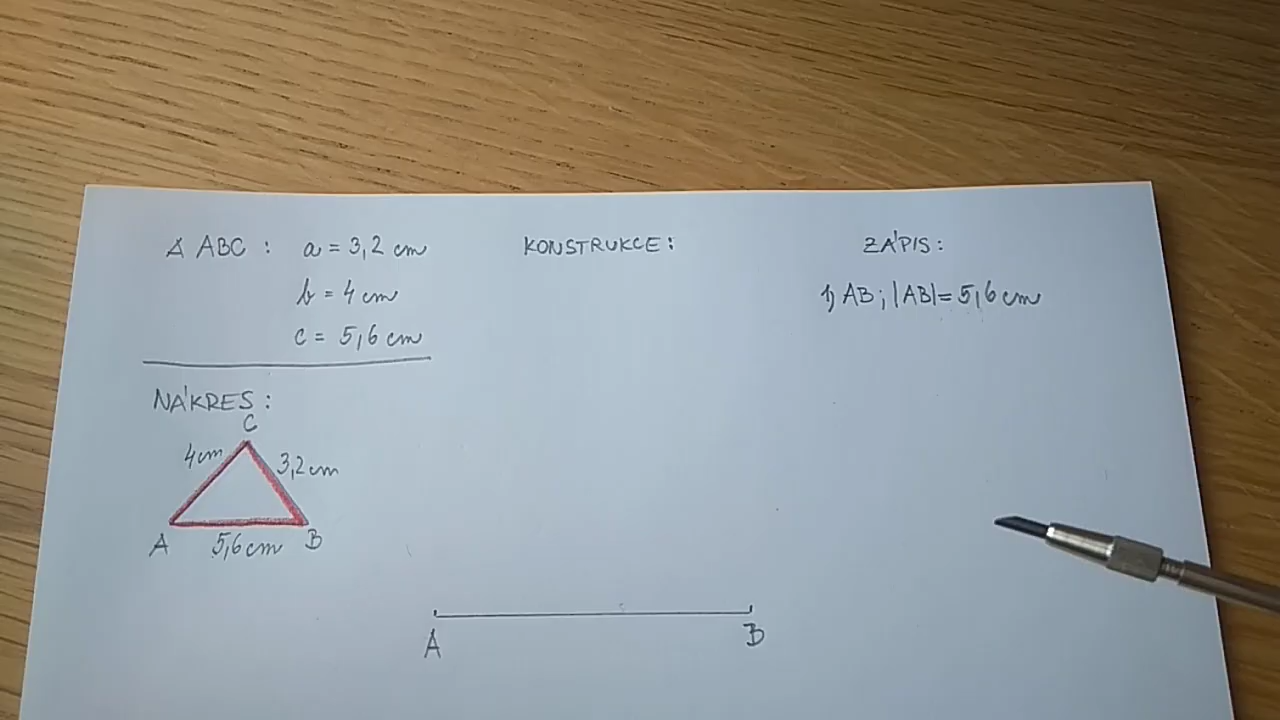 ∆ ABC : a = 3,2 cm
b = 4 cm
c = 5,6 cm
NÁKRES :
C
4cm
3,2cm
A
5,6cm
B
KONSTRUKCE :
A
B
ZÁPIS :
1) AB ; |AB| = 5,6 cm